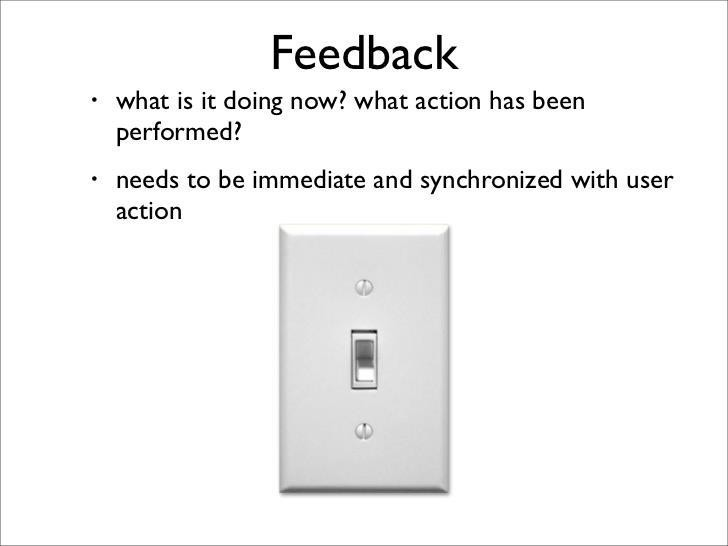 Feedback
• what is it doing now? what action has been
performed?
• needs to be immediate and synchronized with user
action